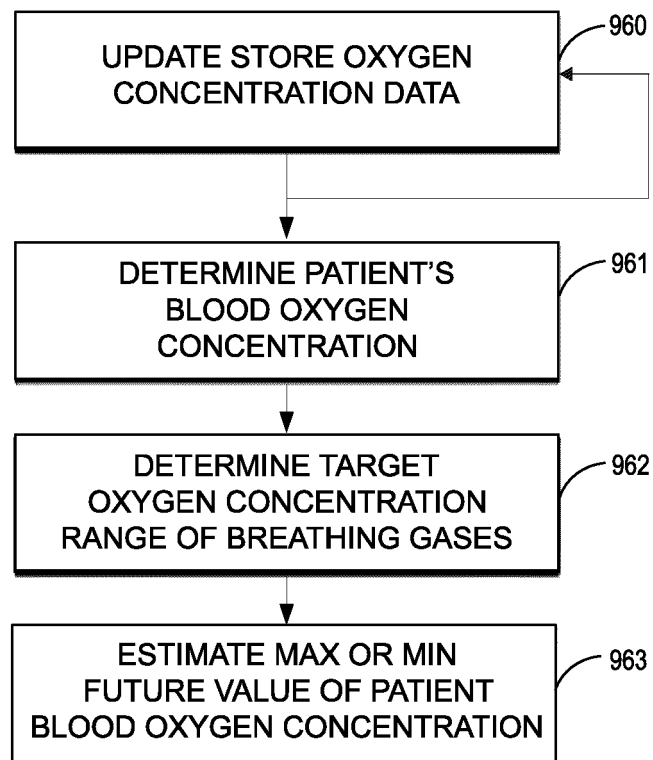 UPDATE STORE OXYGEN
CONCENTRATION DATA
960
DETERMINE PATIENT'S
BLOOD OXYGEN
CONCENTRATION
961
DETERMINE TARGET
OXYGEN CONCENTRATION
RANGE OF BREATHING GASES
962
ESTIMATE MAX OR MIN
FUTURE VALUE OF PATIENT
BLOOD OXYGEN CONCENTRATION
963